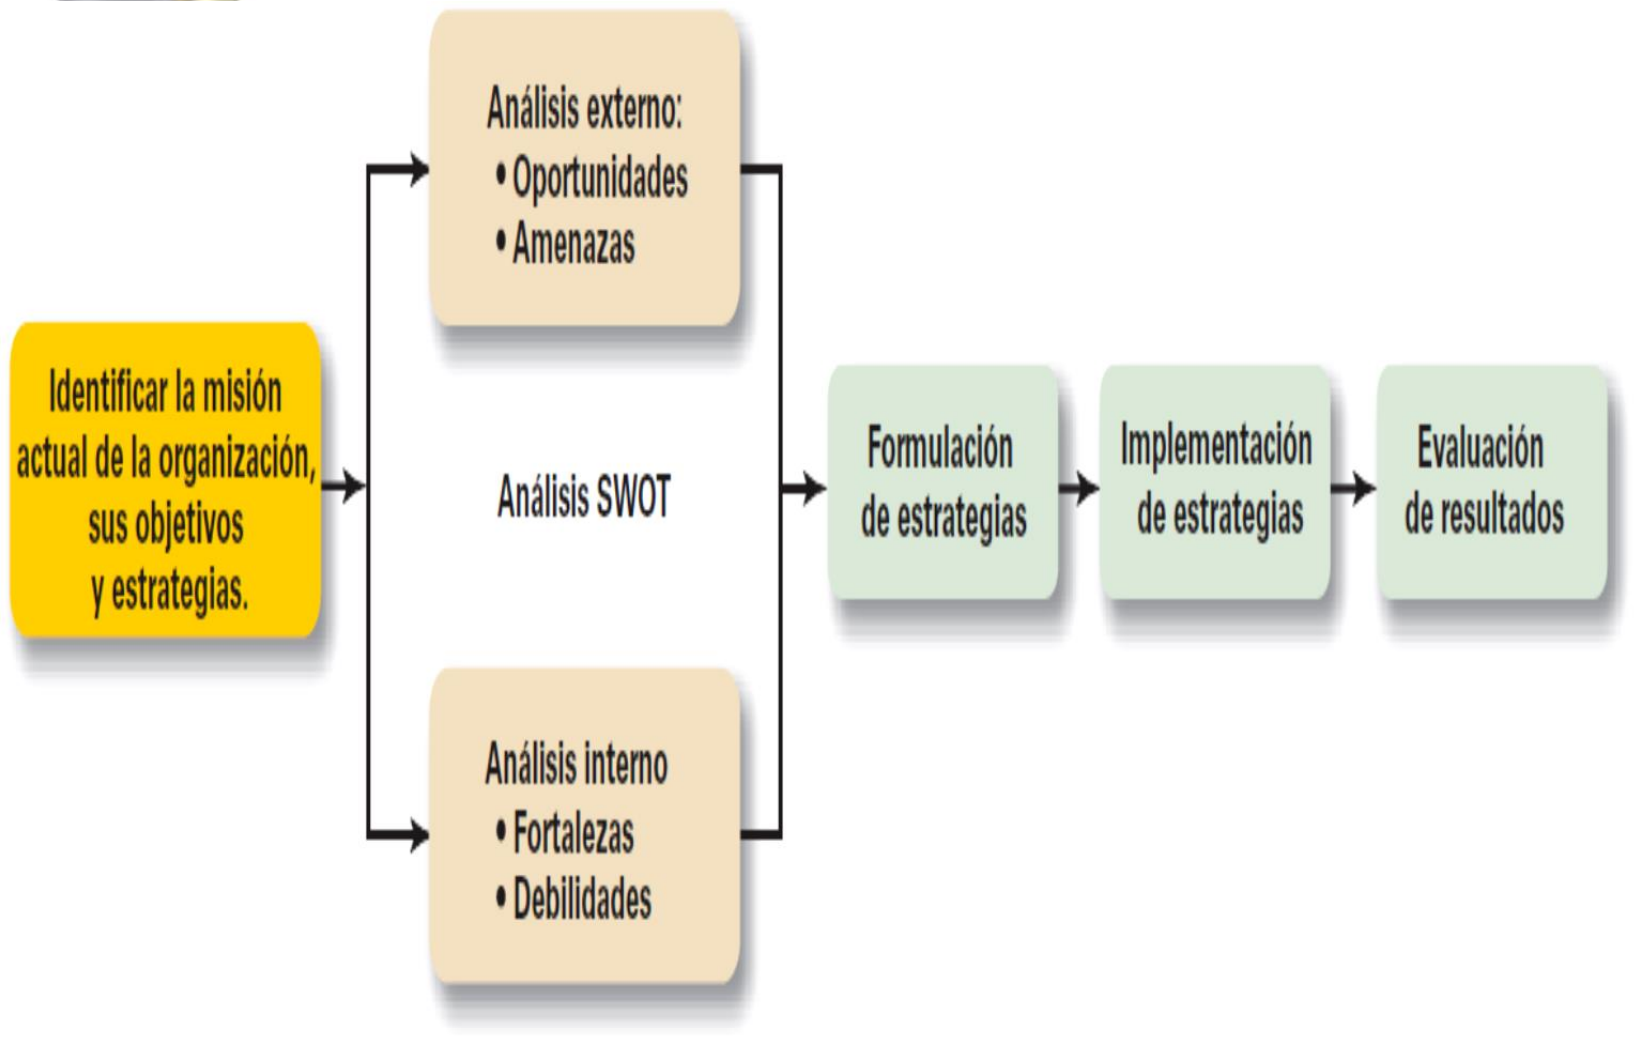 Identificar la misión
actual de la organización,
sus objetivos
y estrategias.
Análisis externo:
• Oportunidades
• Amenazas
Análisis SWOT
Análisis interno
• Fortalezas
• Debilidades
Formulación
de estrategias
Implementación
de estrategias
Evaluación
de resultados